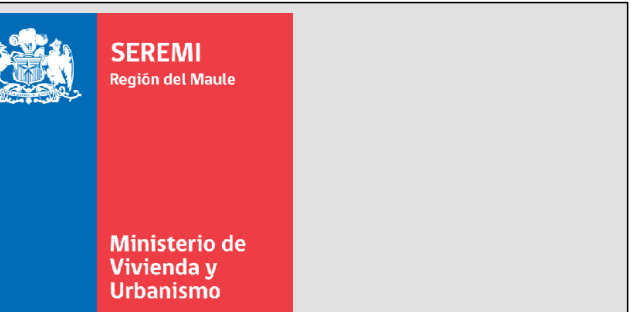 SEREMI
Región del Maule
Ministerio de
Vivienda y
Urbanismo